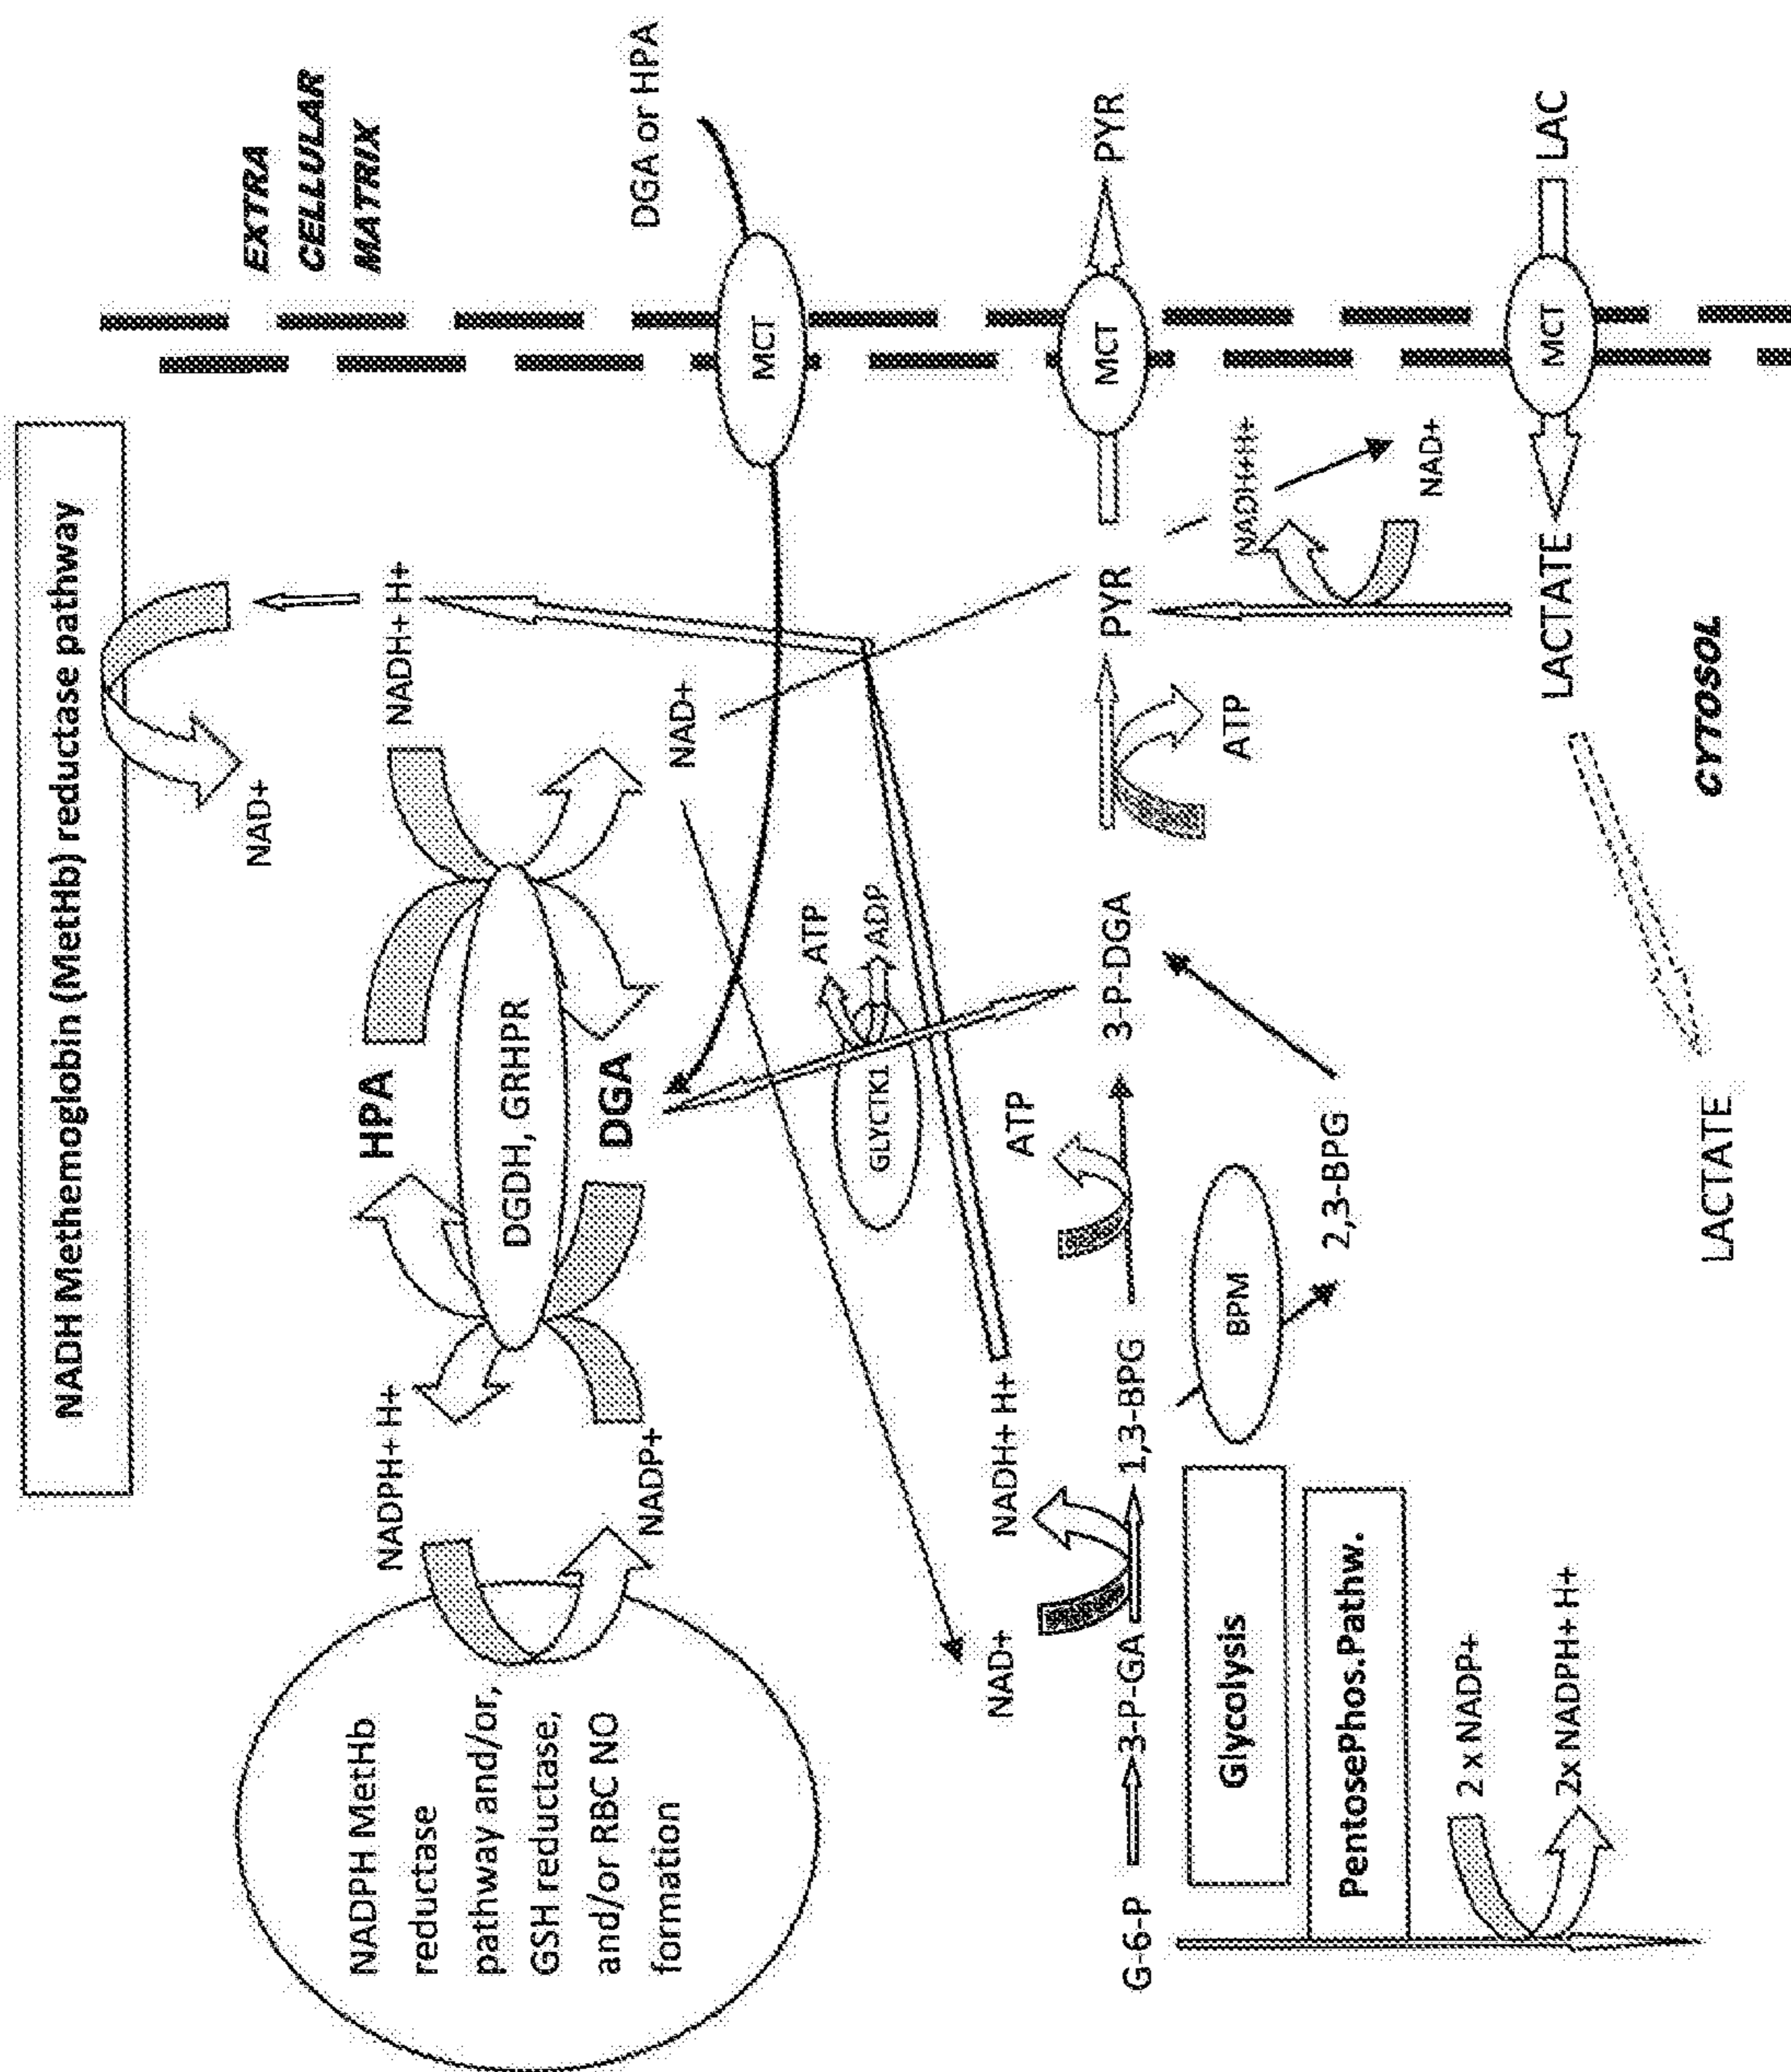 NADH Methemoglobin (MetHb) reductase pathway
NAD+
EXTRA
CELLULAR
MATRIX
NADPH MetHb
reductase
pathway and/or,
GSH reductase,
and/or RBC NO
formation
NADPH+ H+
HPA
NADH+ H+
DGDH, GRHPR
NADP+
DGA
NAD+
DGA or HPA
MCT
ATP
ADP
GLYCTK1
NAD+
NADH+ H+
ATP
G-6-P
3-P-GA
1,3-BPG
3-P-DGA
PYR
MCT
PYR
Glycolysis
BPM
ATP
NADH+H+
PentosePhos.Pathw.
2,3-BPG
NAD+
2 x NADP+
2x NADPH+ H+
LACTATE
MCT
LAC
CYTOSOL
LACTATE